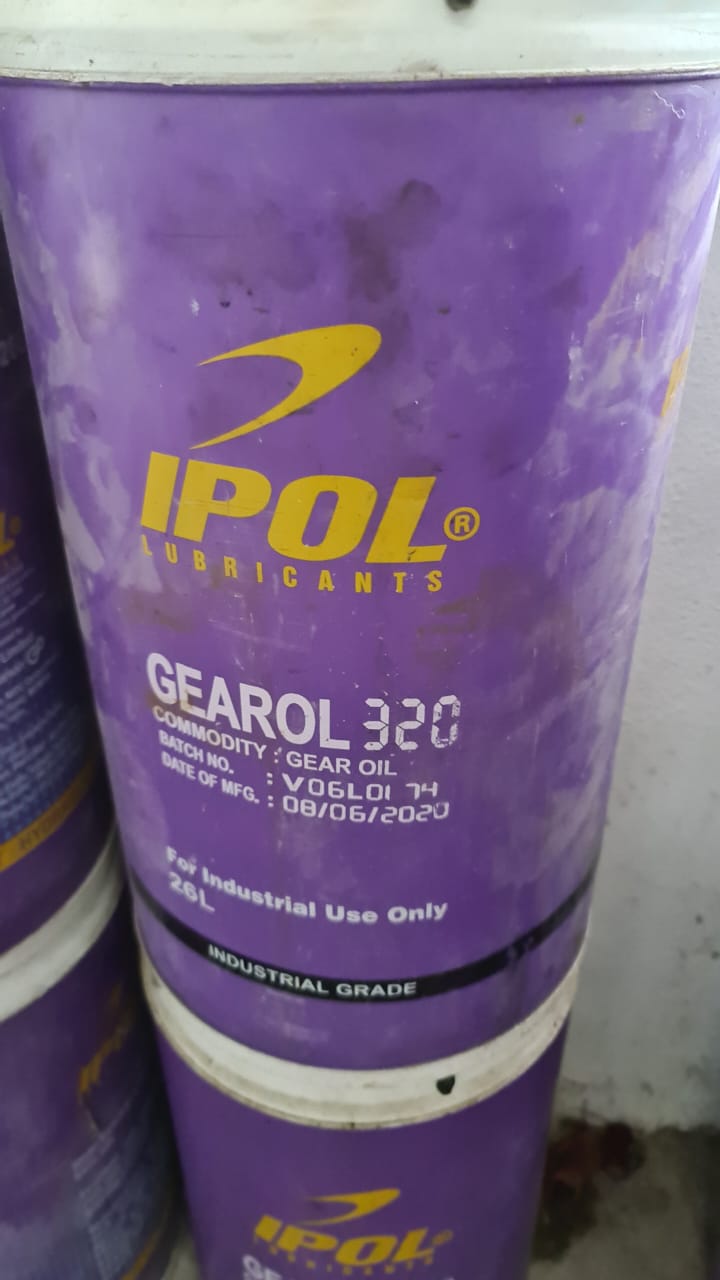 IPOL®
LUBRICANTS
GEAROL 320
COMMODITY : GEAR OIL
BATCH NO. : V06L01 74
DATE OF MFG. : 08/06/2020
For Industrial Use Only
26L
INDUSTRIAL GRADE
IPOL®
LUBRICANTS